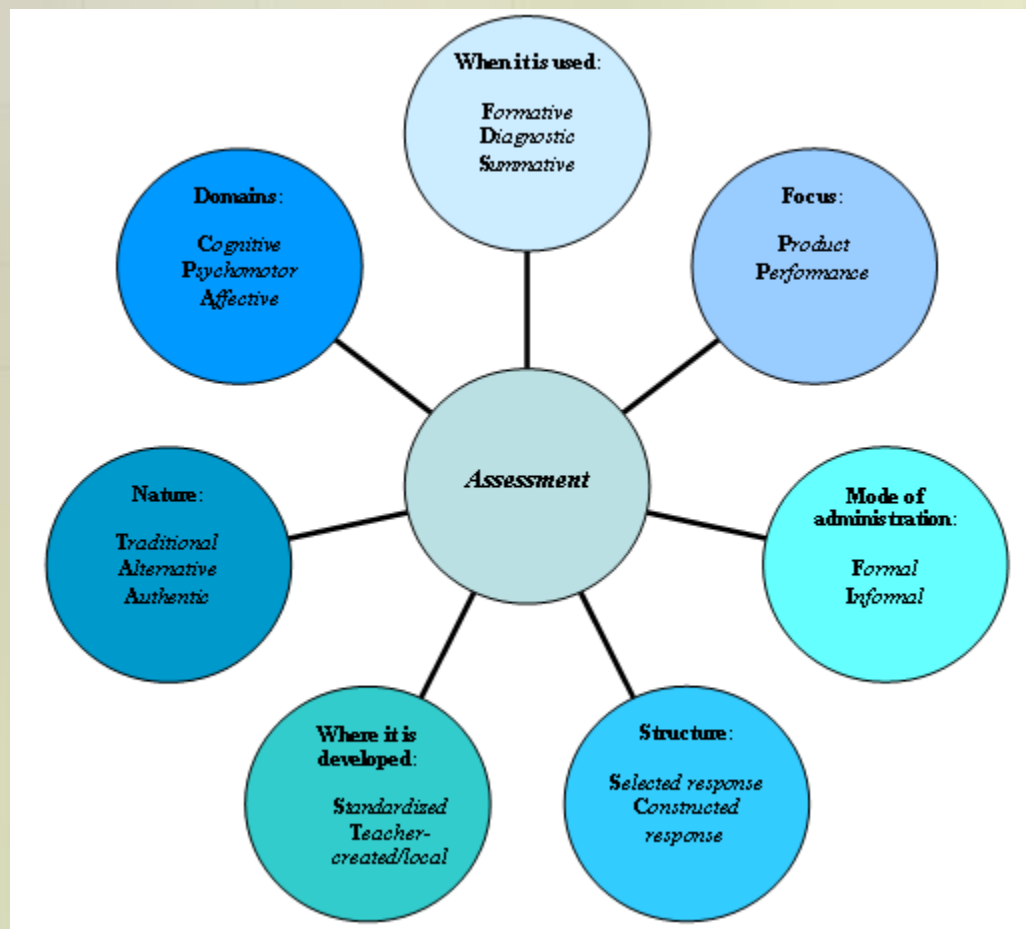 When it is used:
Formative
Diagnostic
Summative
Focus:
Product
Performance
Mode of
administration:
Formal
Informal
Structure:
Selected response
Constructed
response
Where it is
developed:
Standardized
Teacher-
created/local
Nature:
Traditional
Alternative
Authentic
Domains:
Cognitive
Psychomotor
Affective
Assessment